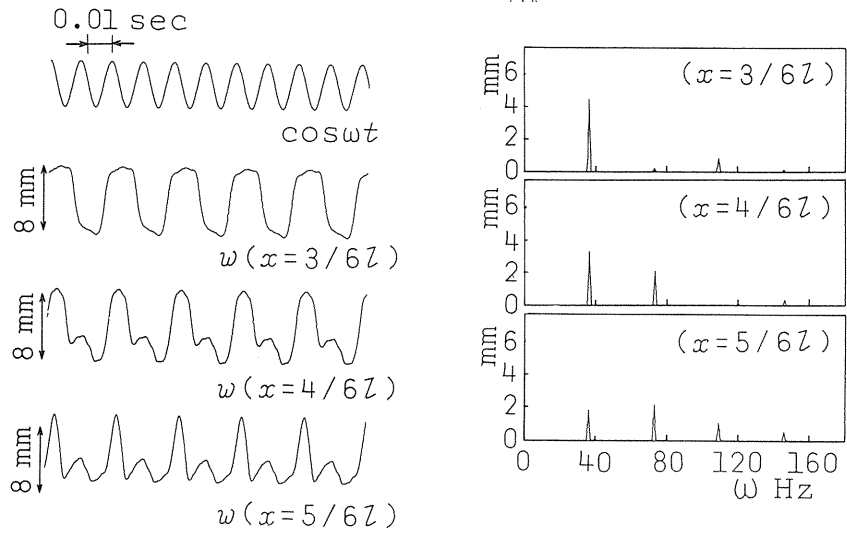 0.01 sec
cosωt
8 mm
w(x=3/6l)
8 mm
w(x=4/6l)
8 mm
w(x=5/6l)
mm
6
4
2
0
(x=3/6l)
mm
6
4
2
0
(x=4/6l)
mm
6
4
2
0
(x=5/6l)
0 40 80 120 160
ω Hz